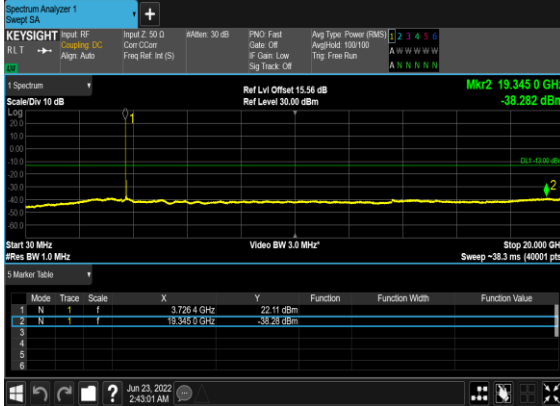 Spectrum Analyzer 1
Swept SA
+
KEYSIGHT Input: RF Input Z: 50 Ω #Atten: 30 dB PNO: Fast Avg Type: Power (RMS) 1 2 3 4 5 6
RLT Coupling: DC Corr CCorr Gate: Off Avg|Hold: 100/100 A W W W W W
Align: Auto Freq Ref: Int (S) IF Gain: Low Trig: Free Run
Sig Track: Off A N N N N N
1 Spectrum Ref Lvl Offset 15.56 dB Mkr2 19.345 0 GHz
Scale/Div 10 dB Ref Level 30.00 dBm -38.282 dBm
Log
20.0
10.0
0.00
-10.0
-20.0
-30.0
-40.0
-50.0
-60.0
1
DL1 -13.00 dBm
2
Start 30 MHz Video BW 3.0 MHz* Stop 20.000 GH
#Res BW 1.0 MHz Sweep ~38.3 ms (40001 pts
5 Marker Table
Mode Trace Scale X Y Function Function Width Function Value
1 N 1 f 3.726 4 GHz 22.11 dBm
2 N 1 f 19.345 0 GHz -38.28 dBm
3
4
5
6
? Jun 23, 2022
2:43:01 AM